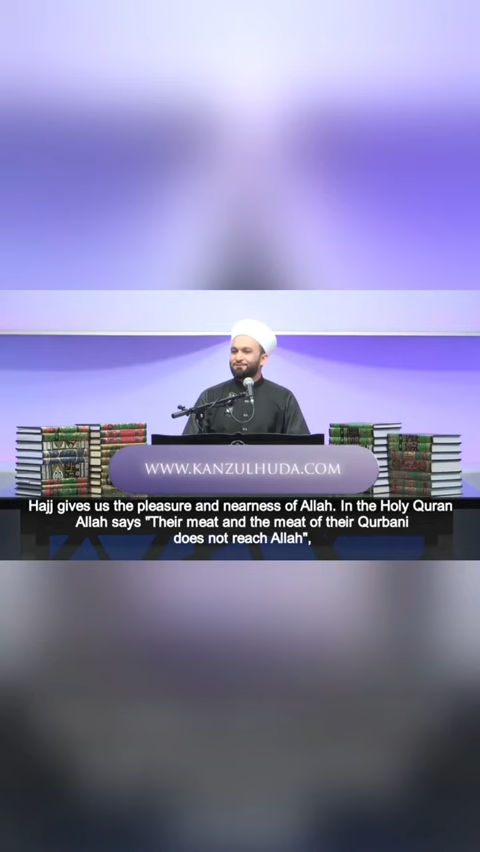 WWW.KANZULHUDA.COM
Hajj gives us the pleasure and nearness of Allah. In the Holy Quran
Allah says "Their meat and the meat of their Qurbani
does not reach Allah",